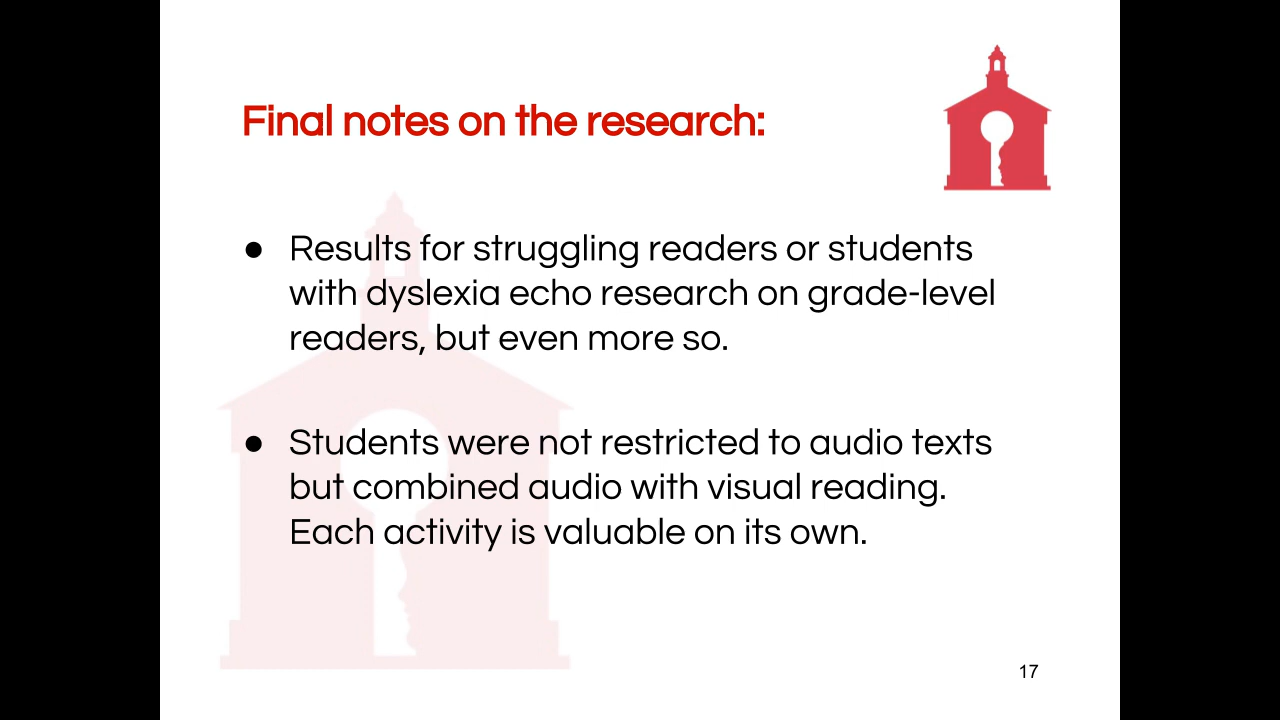 Final notes on the research:
● Results for struggling readers or students
with dyslexia echo research on grade-level
readers, but even more so.
● Students were not restricted to audio texts
but combined audio with visual reading.
Each activity is valuable on its own.
17